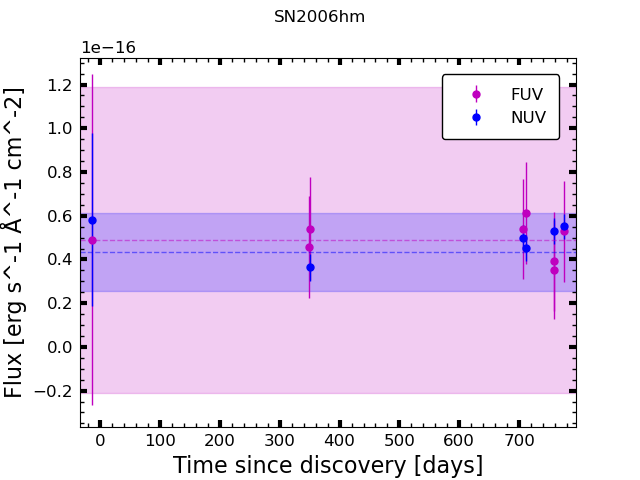 SN2006hm
1e−16
Flux [erg s^-1 Å^-1 cm^-2]
1.2
1.0
0.8
0.6
0.4
0.2
0.0
−0.2
FUV
NUV
0 100 200 300 400 500 600 700
Time since discovery [days]